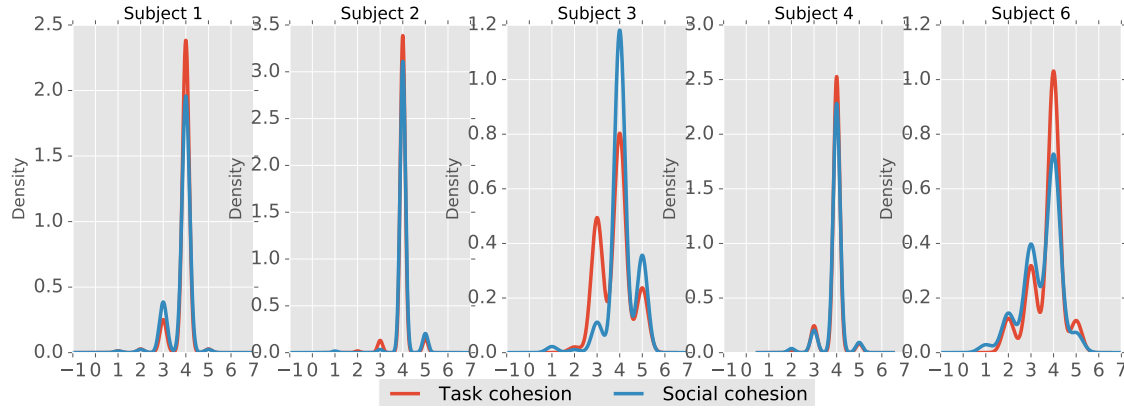 Subject 1 Subject 2 Subject 3 Subject 4 Subject 6
2.5 3.5 1.2 3.0 1.2
3.0 1.0 2.5 1.0
2.0 2.5 0.8 2.0 0.8
1.5 2.0 0.6 1.5 0.6
Density Density Density Density Density
1.0 1.5 0.4 1.0 0.4
0.5 1.0 0.2 0.5 0.2
0.5
0.0 0.0 0.0 0.0 0.0
−1 0 1 2 3 4 5 6 7 −1 0 1 2 3 4 5 6 7 −1 0 1 2 3 4 5 6 7 −1 0 1 2 3 4 5 6 7 −1 0 1 2 3 4 5 6 7
Task cohesion Social cohesion